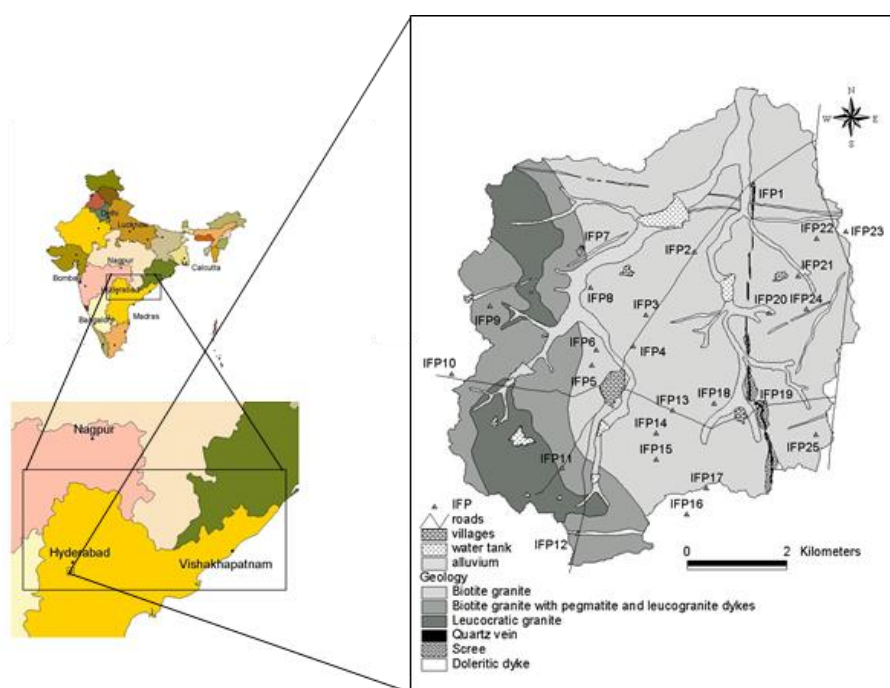 Delhi
Lucknow
Nagpur
Calcutta
Hyderabad
Madras
Nagpur
Hyderabad
Vishakhapatnam
N
W E
S
IFP1
IFP22
IFP23
IFP7
IFP2
IFP21
IFP8
IFP9
IFP3
IFP20
IFP24
IFP6
IFP4
IFP10
IFP5
IFP13
IFP18
IFP19
IFP14
IFP25
IFP11
IFP15
IFP17
IFP16
IFP12
0 2 Kilometers
IFP
roads
villages
water tank
alluvium
Geology
Biotite granite
Biotite granite with pegmatite and leucogranite dykes
Leucocratic granite
Quartz vein
Scree
Doleritic dyke